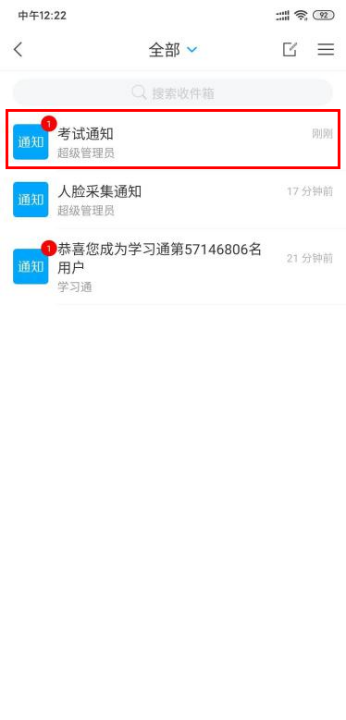 中午12:22
92
全部
搜索收件箱
通知
1
考试通知
刚刚
超级管理员
通知
人脸采集通知
17 分钟前
超级管理员
通知
1
恭喜您成为学习通第57146806名
用户
21 分钟前
学习通